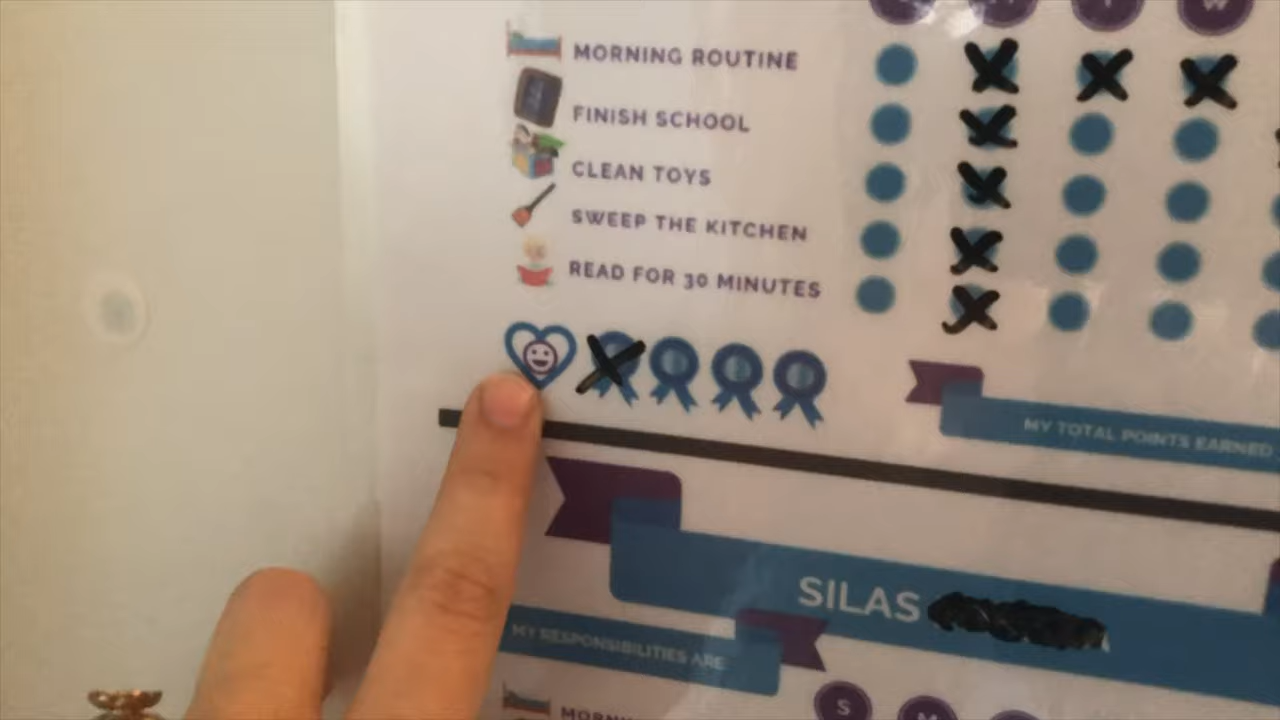 W
MORNING ROUTINE
FINISH SCHOOL
CLEAN TOYS
SWEEP THE KITCHEN
READ FOR 30 MINUTES
MY TOTAL POINTS EARNED
SILAS
MY RESPONSIBILITIES ARE
S M